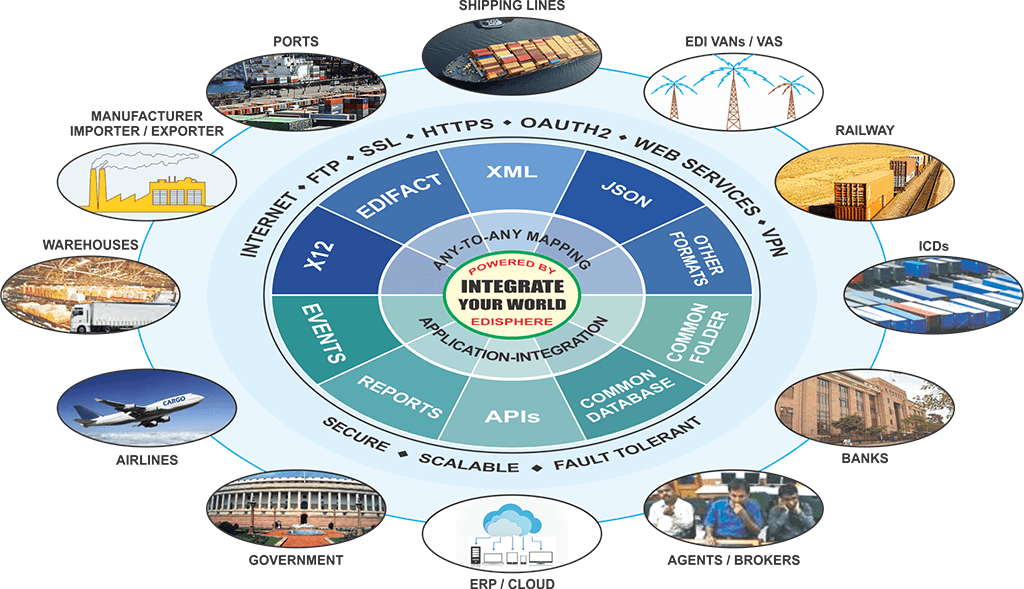 SHIPPING LINES
PORTS
EDI VANs / VAS
MANUFACTURER
IMPORTER / EXPORTER
RAILWAY
WAREHOUSES
ICDs
AIRLINES
CARGO
BANKS
GOVERNMENT
AGENTS / BROKERS
ERP / CLOUD
INTERNET ◆ FTP ◆ SSL ◆ HTTPS ◆ OAUTH2 ◆ WEB SERVICES ◆ VPN
X12
EDIFACT
XML
JSON
OTHER
FORMATS
ANY-TO-ANY MAPPING
POWERED BY
INTEGRATE
YOUR WORLD
EDISPHERE
APPLICATION-INTEGRATION
EVENTS
REPORTS
APIs
COMMON
DATABASE
COMMON
FOLDER
SECURE ◆ SCALABLE ◆ FAULT TOLERANT